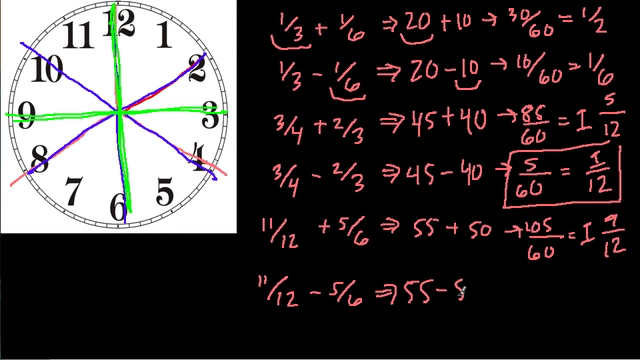 12
11 1
10 2
9 3
8 4
7 5
6
1/3 + 1/6 ⇒ 20 + 10 → 30/60 = 1/2
1/3 - 1/6 ⇒ 20 - 10 → 10/60 = 1/6
3/4 + 2/3 ⇒ 45 + 40 → 85/60 = 1 5/12
3/4 - 2/3 ⇒ 45 - 40 → 5/60 = 1/12
11/12 + 5/6 ⇒ 55 + 50 → 105/60 = 1 9/12
11/12 - 5/6 ⇒ 55 - 5